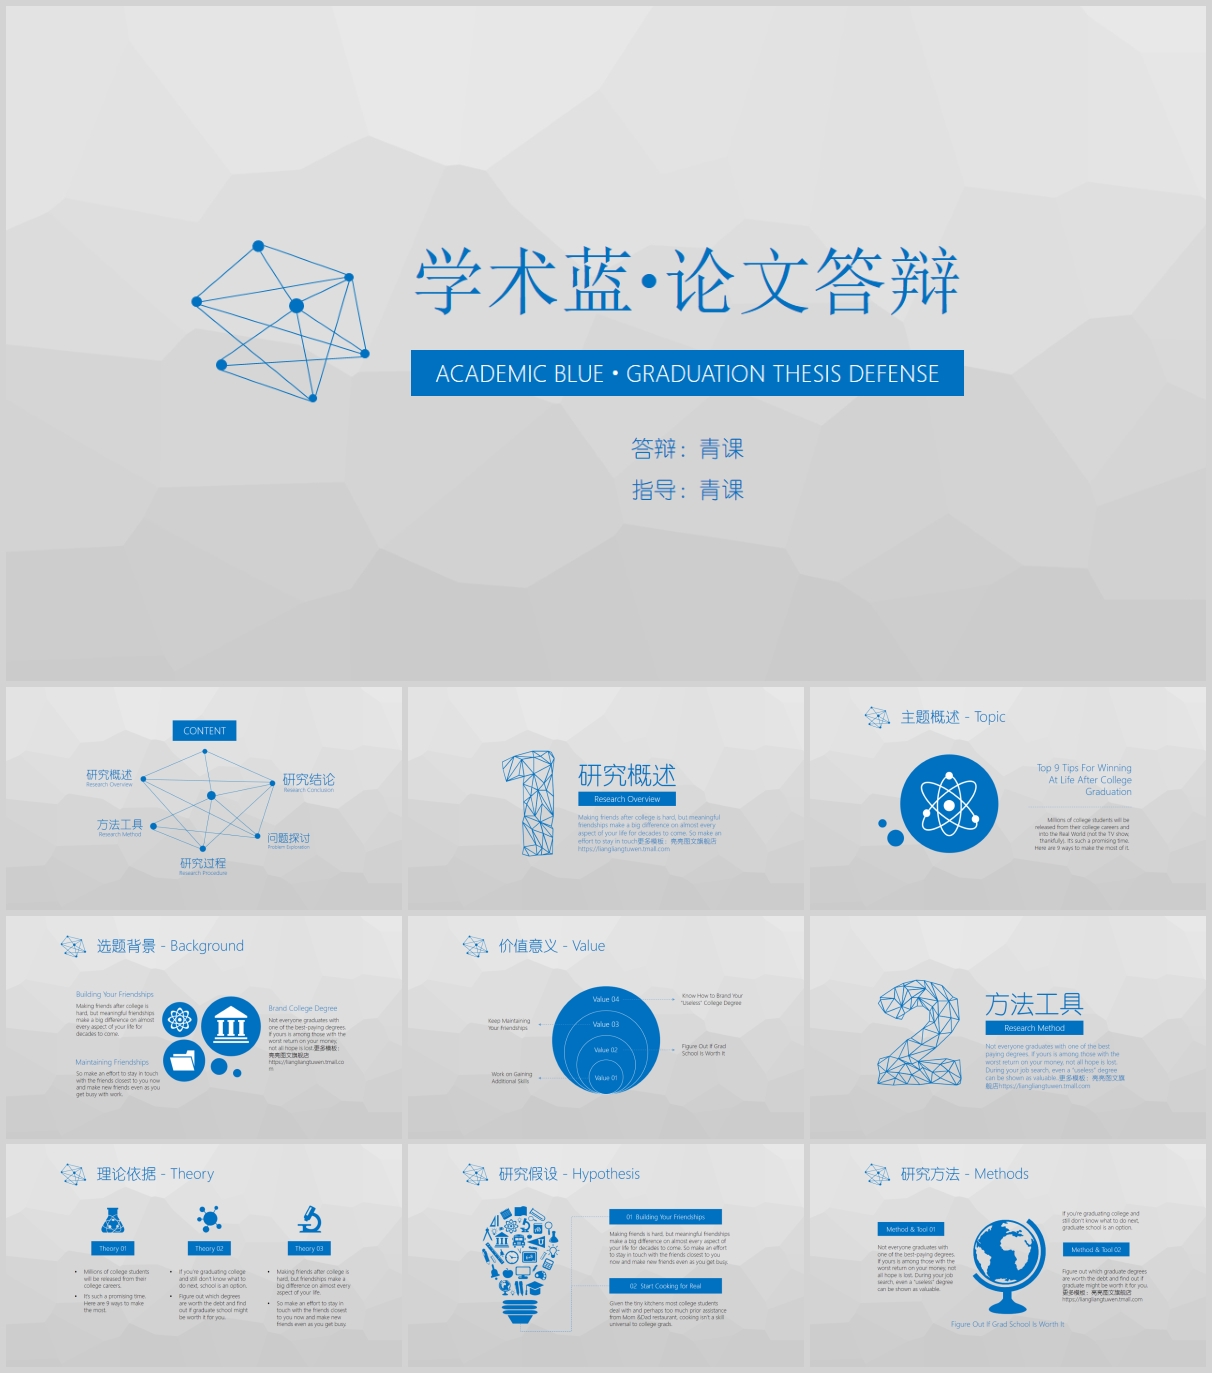 学术蓝•论文答辩
ACADEMIC BLUE • GRADUATION THESIS DEFENSE
答辩：青课
指导：青课
CONTENT
研究概述
Research Overview
研究结论
Research Conclusion
方法工具
Research Method
问题探讨
Problem Exploration
研究过程
Research Procedure
1
研究概述
Research Overview
Making friends after college is hard, but meaningful
friendships make a big difference on almost every
aspect of your life for decades to come. So make an
effort to stay in touch更多模板：亮亮图文旗舰店
https://liangliangtuwen.tmall.com
主题概述 - Topic
Top 9 Tips For Winning
At Life After College
Graduation
Millions of college students will be
released from their college careers and
into the Real World (not the TV show,
thankfully). It's such a promising time.
Here are 9 ways to make the most of it.
选题背景 - Background
Building Your Friendships
Making friends after college is
hard, but meaningful friendships
make a big difference on almost
every aspect of your life for
decades to come.
Maintaining Friendships
So make an effort to stay in touch
with the friends closest to you now
and make new friends even as you
get busy with work.
Brand College Degree
Not everyone graduates with
one of the best-paying degrees.
If yours is among those with the
worst return on your money,
not all hope is lost.更多模板：
亮亮图文旗舰店
https://liangliangtuwen.tmall.co
m
价值意义 - Value
Value 04
Know How to Brand Your
"Useless" College Degree
Keep Maintaining
Your Friendships
Value 03
Value 02
Figure Out If Grad
School Is Worth It
Work on Gaining
Additional Skills
Value 01
2
方法工具
Research Method
Not everyone graduates with one of the best
paying degrees. If yours is among those with the
worst return on your money, not all hope is lost.
During your job search, even a "useless" degree
can be shown as valuable.更多模板：亮亮图文旗
舰店https://liangliangtuwen.tmall.com
理论依据 - Theory
Theory 01
Theory 02
Theory 03
• Millions of college students
will be released from their
college careers.
• It's such a promising time.
Here are 9 ways to make
the most.
• If you're graduating college
and still don't know what to
do next, school is an option.
• Figure out which degrees
are worth the debt and find
out if graduate school might
be worth it for you.
• Making friends after college is
hard, but friendships make a
big difference on almost every
aspect of your life.
• So make an effort to stay in
touch with the friends closest
to you now and make new
friends even as you get busy.
研究假设 - Hypothesis
01 Building Your Friendships
Making friends is hard, but meaningful friendships
make a big difference on almost every aspect of
your life for decades to come. So make an effort
to stay in touch with the friends closest to you
now and make new friends even as you get busy.
02 Start Cooking for Real
Given the tiny kitchens most college students
deal with and perhaps too much prior assistance
from Mom &Dad restaurant, cooking isn't a skill
universal to college grads.
研究方法 - Methods
Method & Tool 01
Not everyone graduates with
one of the best-paying degrees.
If yours is among those with the
worst return on your money, not
all hope is lost. During your job
search, even a "useless" degree
can be shown as valuable.
If you're graduating college and
still don't know what to do next,
graduate school is an option.
Method & Tool 02
Figure out which graduate degrees
are worth the debt and find out if
graduate might be worth it for you.
更多模板：亮亮图文旗舰店
https://liangliangtuwen.tmall.com
Figure Out If Grad School Is Worth It